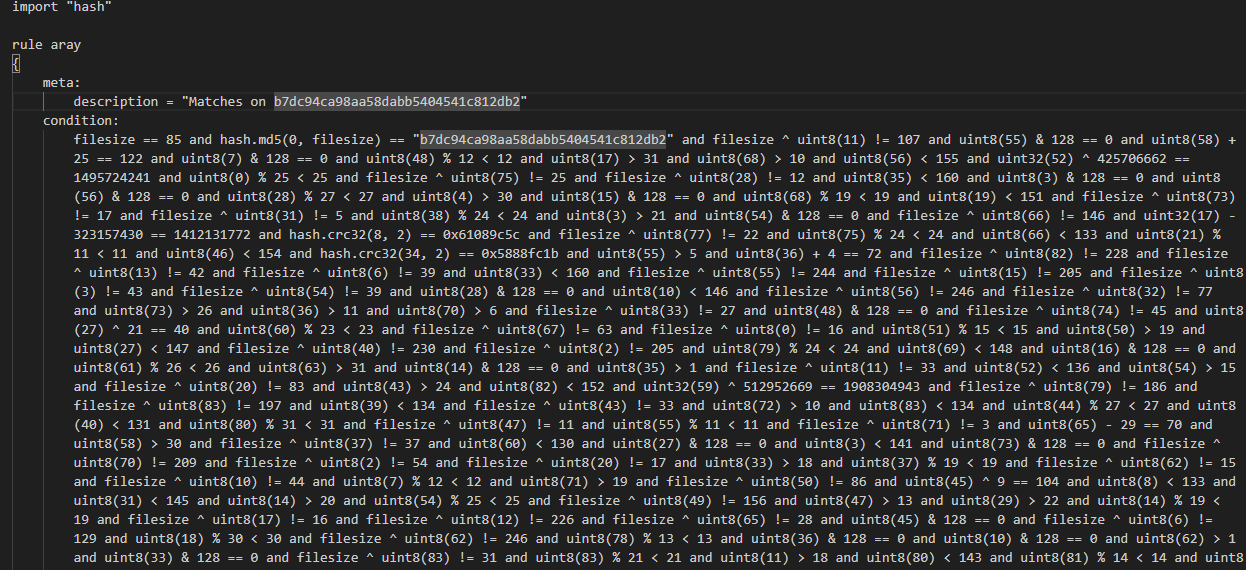 import "hash"
rule aray
{
meta:
description = "Matches on b7dc94ca98aa58dabb5404541c812db2"
condition:
filesize == 85 and hash.md5(0, filesize) == "b7dc94ca98aa58dabb5404541c812db2" and filesize ^ uint8(11) != 107 and uint8(55) & 128 == 0 and uint8(58) +
25 == 122 and uint8(7) & 128 == 0 and uint8(48) % 12 < 12 and uint8(17) > 31 and uint8(68) > 10 and uint8(56) < 155 and uint32(52) ^ 425706662 ==
1495724241 and uint8(0) % 25 < 25 and filesize ^ uint8(75) != 25 and filesize ^ uint8(28) != 12 and uint8(35) < 160 and uint8(3) & 128 == 0 and uint8
(56) & 128 == 0 and uint8(28) % 27 < 27 and uint8(4) > 30 and uint8(15) & 128 == 0 and uint8(68) % 19 < 19 and uint8(19) < 151 and filesize ^ uint8(73)
!= 17 and filesize ^ uint8(31) != 5 and uint8(38) % 24 < 24 and uint8(3) > 21 and uint8(54) & 128 == 0 and filesize ^ uint8(66) != 146 and uint32(17) -
323157430 == 1412131772 and hash.crc32(8, 2) == 0x61089c5c and filesize ^ uint8(77) != 22 and uint8(75) % 24 < 24 and uint8(66) < 133 and uint8(21) %
11 < 11 and uint8(46) < 154 and hash.crc32(34, 2) == 0x5888fc1b and uint8(55) > 5 and uint8(36) + 4 == 72 and filesize ^ uint8(82) != 228 and filesize
^ uint8(13) != 42 and filesize ^ uint8(6) != 39 and uint8(33) < 160 and filesize ^ uint8(55) != 244 and filesize ^ uint8(15) != 205 and filesize ^ uint8
(3) != 43 and filesize ^ uint8(54) != 39 and uint8(28) & 128 == 0 and uint8(10) < 146 and filesize ^ uint8(56) != 246 and filesize ^ uint8(32) != 77
and uint8(73) > 26 and uint8(36) > 11 and uint8(70) > 6 and filesize ^ uint8(33) != 27 and uint8(48) & 128 == 0 and filesize ^ uint8(74) != 45 and uint8
(27) ^ 21 == 40 and uint8(60) % 23 < 23 and filesize ^ uint8(67) != 63 and filesize ^ uint8(0) != 16 and uint8(51) % 15 < 15 and uint8(50) > 19 and
uint8(27) < 147 and filesize ^ uint8(40) != 230 and filesize ^ uint8(2) != 205 and uint8(79) % 24 < 24 and uint8(69) < 148 and uint8(16) & 128 == 0 and
uint8(61) % 26 < 26 and uint8(63) > 31 and uint8(14) & 128 == 0 and uint8(35) > 1 and filesize ^ uint8(11) != 33 and uint8(52) < 136 and uint8(54) > 15
and filesize ^ uint8(20) != 83 and uint8(43) > 24 and uint8(82) < 152 and uint32(59) ^ 512952669 == 1908304943 and filesize ^ uint8(79) != 186 and
filesize ^ uint8(83) != 197 and uint8(39) < 134 and filesize ^ uint8(43) != 33 and uint8(72) > 10 and uint8(83) < 134 and uint8(44) % 27 < 27 and uint8
(40) < 131 and uint8(80) % 31 < 31 and filesize ^ uint8(47) != 11 and uint8(55) % 11 < 11 and filesize ^ uint8(71) != 3 and uint8(65) - 29 == 70 and
uint8(58) > 30 and filesize ^ uint8(37) != 37 and uint8(60) < 130 and uint8(27) & 128 == 0 and uint8(3) < 141 and uint8(73) & 128 == 0 and filesize ^
uint8(70) != 209 and filesize ^ uint8(2) != 54 and filesize ^ uint8(20) != 17 and uint8(33) > 18 and uint8(37) % 19 < 19 and filesize ^ uint8(62) != 15
and filesize ^ uint8(10) != 44 and uint8(7) % 12 < 12 and uint8(71) > 19 and filesize ^ uint8(50) != 86 and uint8(45) ^ 9 == 104 and uint8(8) < 133 and
uint8(31) < 145 and uint8(14) > 20 and uint8(54) % 25 < 25 and filesize ^ uint8(49) != 156 and uint8(47) > 13 and uint8(29) > 22 and uint8(14) % 19 <
19 and filesize ^ uint8(17) != 16 and filesize ^ uint8(12) != 226 and filesize ^ uint8(65) != 28 and uint8(45) & 128 == 0 and filesize ^ uint8(6) !=
129 and uint8(18) % 30 < 30 and filesize ^ uint8(62) != 246 and uint8(78) % 13 < 13 and uint8(36) & 128 == 0 and uint8(10) & 128 == 0 and uint8(62) > 1
and uint8(33) & 128 == 0 and filesize ^ uint8(83) != 31 and uint8(83) % 21 < 21 and uint8(11) > 18 and uint8(80) < 143 and uint8(81) % 14 < 14 and uint8